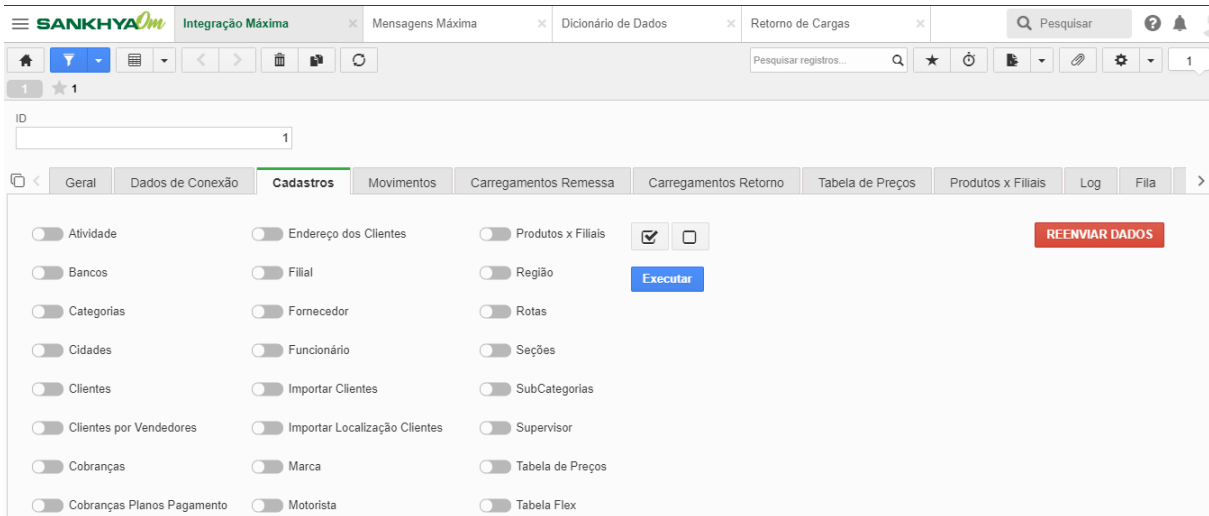 SANKHYA Om Integração Máxima Mensagens Máxima Dicionário de Dados Retorno de Cargas Pesquisar
Pesquisar registros... 1
1 1
ID
1
Geral Dados de Conexão Cadastros Movimentos Carregamentos Remessa Carregamentos Retorno Tabela de Preços Produtos x Filiais Log Fila
Atividade Endereço dos Clientes Produtos x Filiais REENVIAR DADOS
Bancos Filial Região Executar
Categorias Fornecedor Rotas
Cidades Funcionário Seções
Clientes Importar Clientes SubCategorias
Clientes por Vendedores Importar Localização Clientes Supervisor
Cobranças Marca Tabela de Preços
Cobranças Planos Pagamento Motorista Tabela Flex